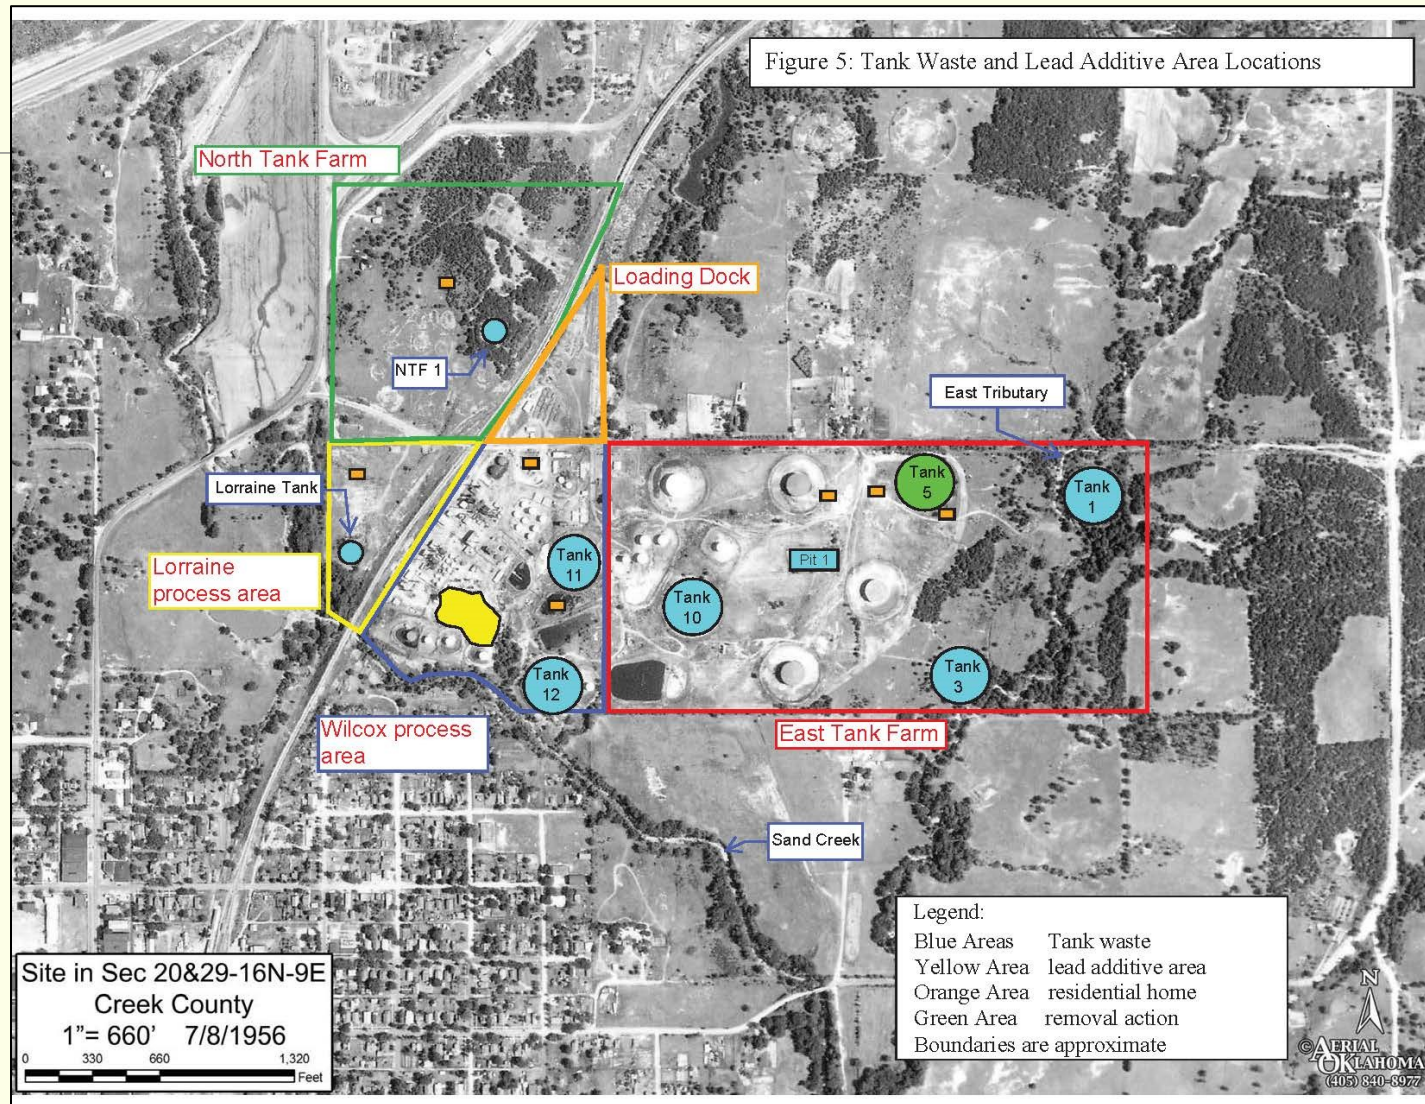 Figure 5: Tank Waste and Lead Additive Area Locations
North Tank Farm
Loading Dock
NTF 1
East Tributary
Lorraine Tank
Tank
5
Tank
1
Lorraine
process area
Tank
11
Pit 1
Tank
10
Tank
12
Tank
3
Wilcox process
area
East Tank Farm
Sand Creek
Legend:
Blue Areas Tank waste
Yellow Area lead additive area
Orange Area residential home
Green Area removal action
Boundaries are approximate
Site in Sec 20&29-16N-9E
Creek County
1"= 660' 7/8/1956
0 330 660 1,320
Feet
N
© AERIAL
OKLAHOMA
(405) 840-8977